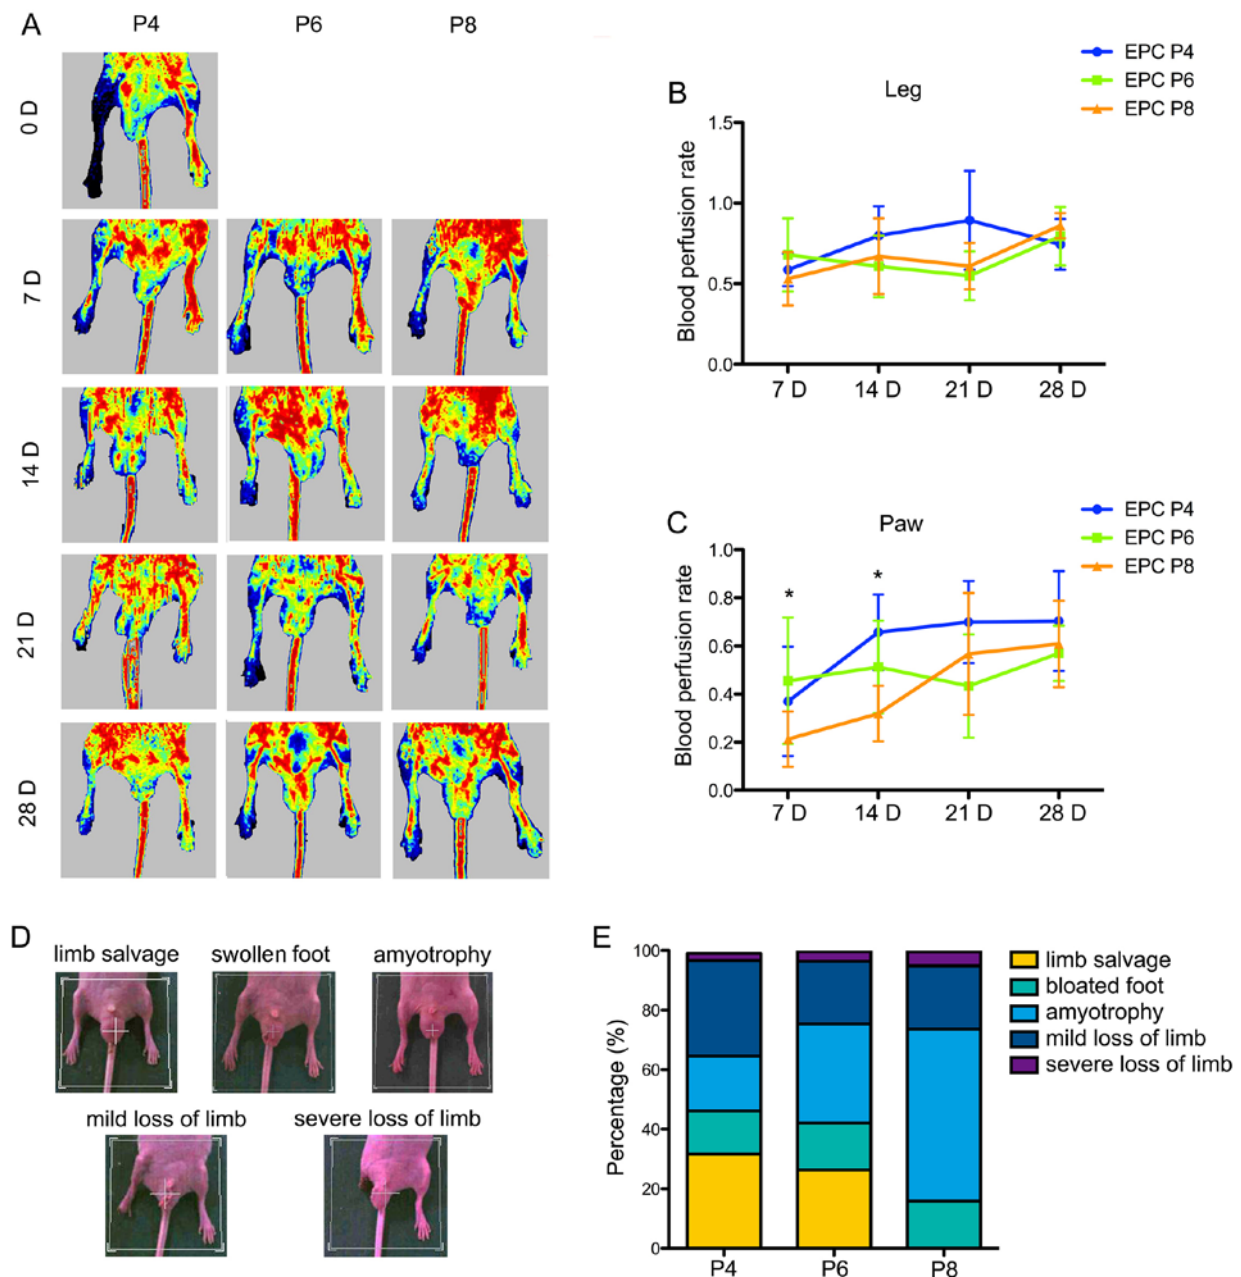 A
P4 P6 P8
0 D
7 D
14 D
21 D
28 D
B
Leg
EPC P4
EPC P6
EPC P8
Blood perfusion rate
1.5
1.0
0.5
0.0
7 D 14 D 21 D 28 D
C
Paw
EPC P4
EPC P6
EPC P8
Blood perfusion rate
1.0
0.8
0.6
0.4
0.2
0.0
* *
7 D 14 D 21 D 28 D
D
limb salvage swollen foot amyotrophy
mild loss of limb severe loss of limb
E
Percentage (%)
100
80
60
40
20
0
P4 P6 P8
limb salvage
bloated foot
amyotrophy
mild loss of limb
severe loss of limb